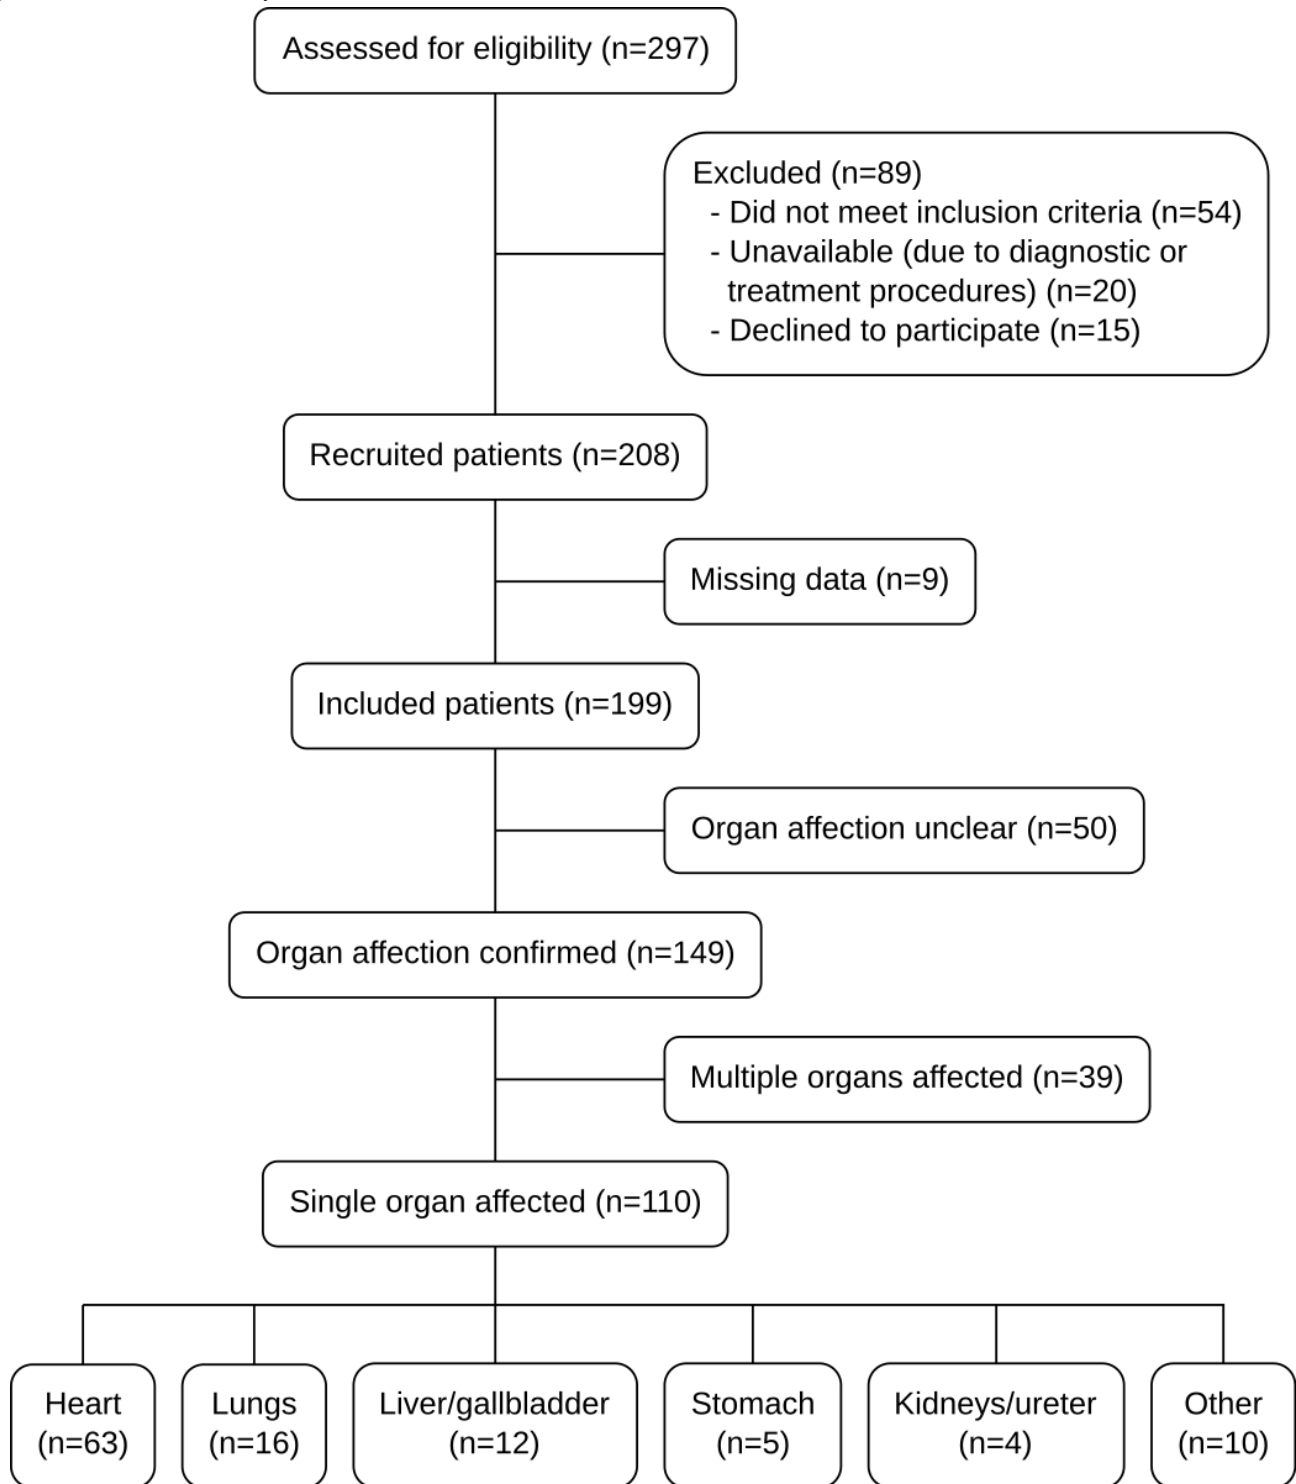 Assessed for eligibility (n=297)
Excluded (n=89)
- Did not meet inclusion criteria (n=54)
- Unavailable (due to diagnostic or
treatment procedures) (n=20)
- Declined to participate (n=15)
Recruited patients (n=208)
Missing data (n=9)
Included patients (n=199)
Organ affection unclear (n=50)
Organ affection confirmed (n=149)
Multiple organs affected (n=39)
Single organ affected (n=110)
Heart
(n=63)
Lungs
(n=16)
Liver/gallbladder
(n=12)
Stomach
(n=5)
Kidneys/ureter
(n=4)
Other
(n=10)